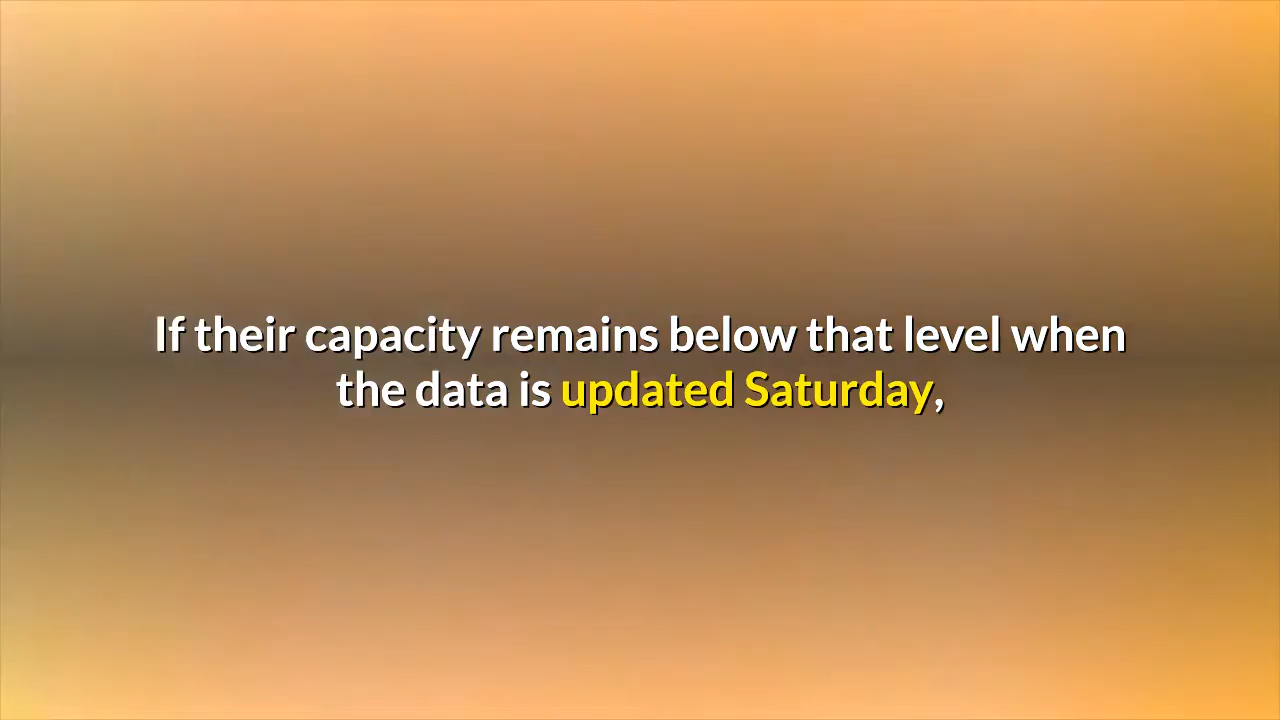 If their capacity remains below that level when
the data is updated Saturday,